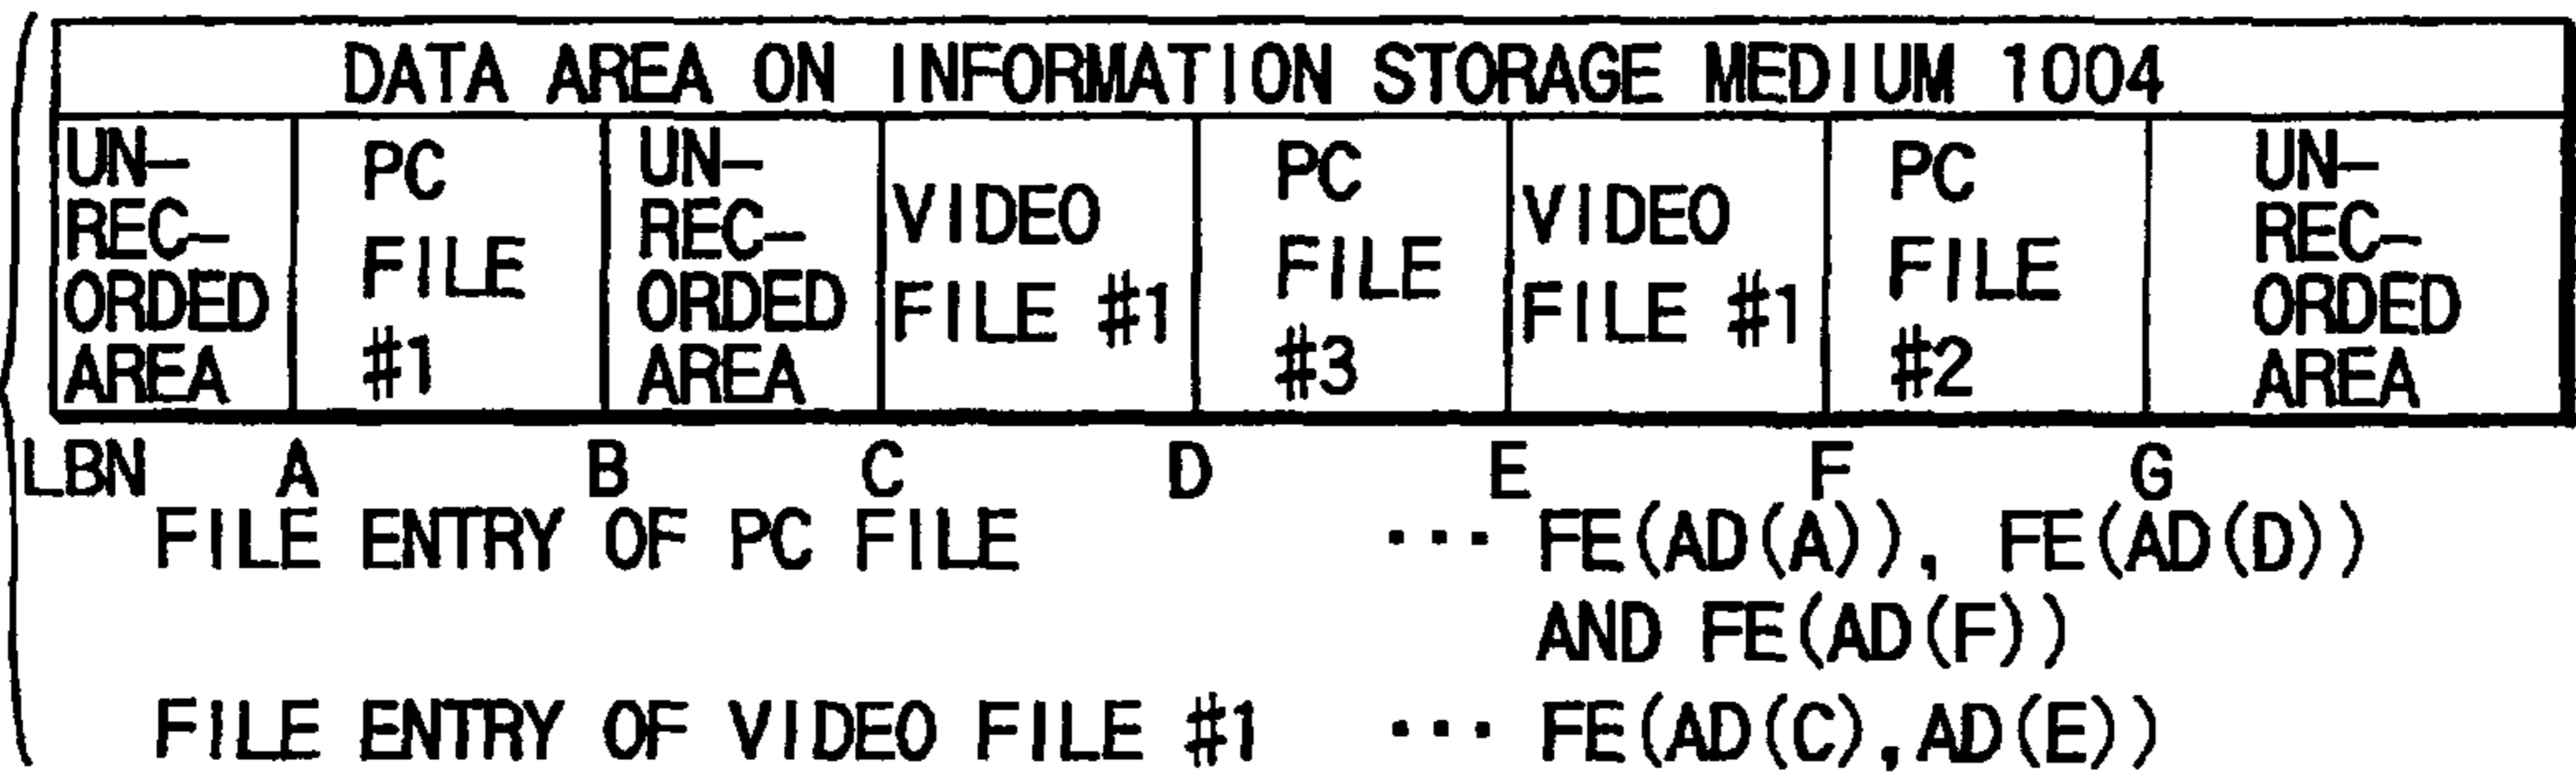 DATA AREA ON INFORMATION STORAGE MEDIUM 1004
UN-
REC-
ORDED
AREA
PC
FILE
#1
UN-
REC-
ORDED
AREA
VIDEO
FILE #1
PC
FILE
#3
VIDEO
FILE #1
PC
FILE
#2
UN-
REC-
ORDED
AREA
LBN A B C D E F G
FILE ENTRY OF PC FILE ··· FE(AD(A)), FE(AD(D))
AND FE(AD(F))
FILE ENTRY OF VIDEO FILE #1 ··· FE(AD(C),AD(E))